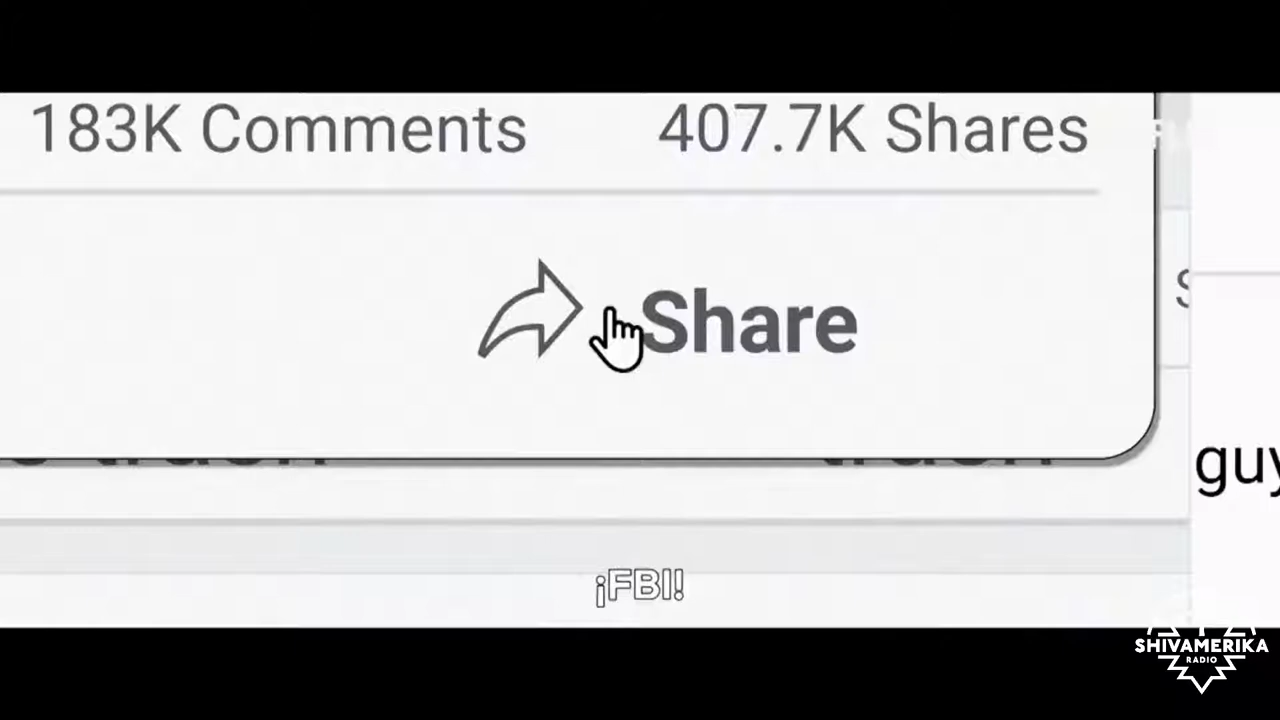 183K Comments 407.7K Shares
Share
guy
¡FBI!
SHIVAMERIKA
RADIO